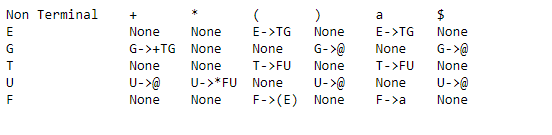 Non Terminal + * ( ) a $
E None None E->TG None E->TG None
G G->+TG None None G->@ None G->@
T None None T->FU None T->FU None
U U->@ U->*FU None U->@ None U->@
F None None F->(E) None F->a None